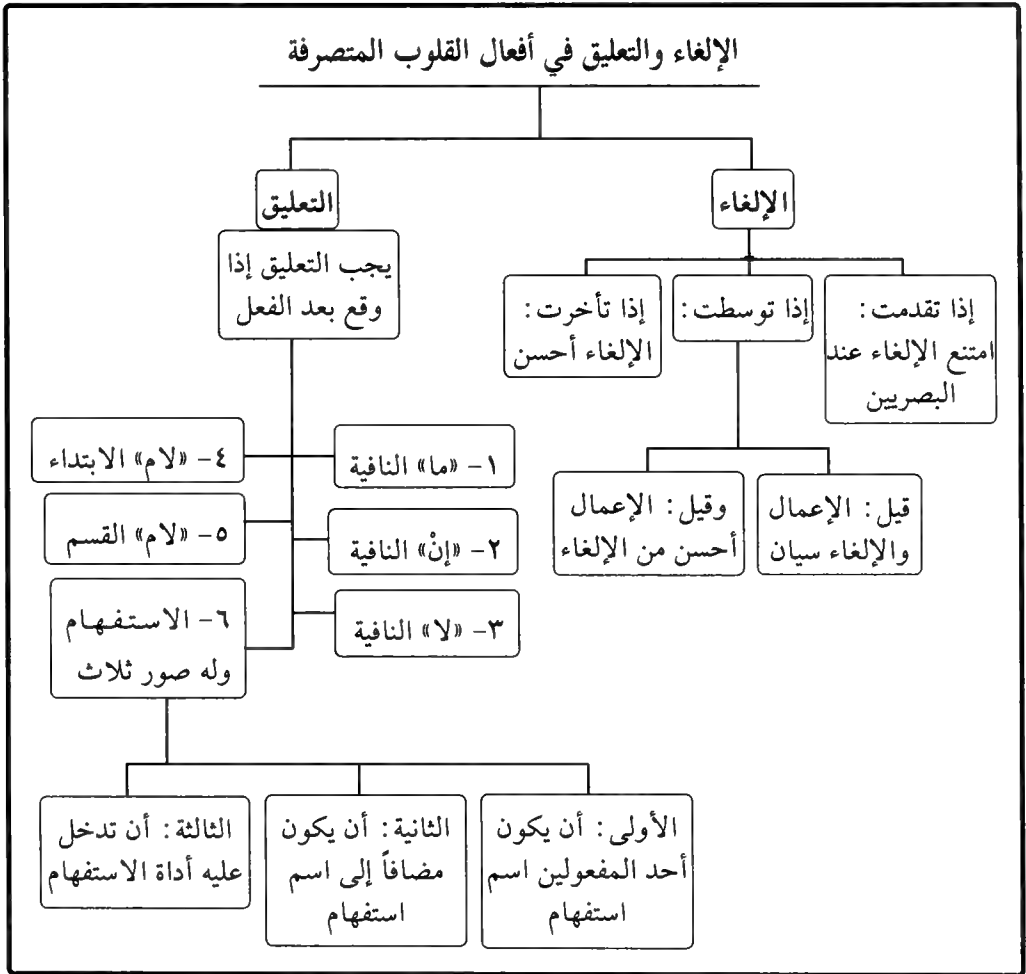 الإلغاء والتعليق في أفعال القلوب المتصرفة
الإلغاء
إذا تقدمت:
امتنع الإلغاء عند
البصريين
إذا توسطت:
إذا تأخرت:
الإلغاء أحسن
قيل: الإعمال
والإلغاء سيان
وقيل: الإعمال
أحسن من الإلغاء
التعليق
يجب التعليق إذا
وقع بعد الفعل
١- «ما» النافية
٢- «إنْ» النافية
٣- «لا» النافية
٤- «لام» الابتداء
٥- «لام» القسم
٦- الاستفهام
وله صور ثلاث
الأولى: أن يكون
أحد المفعولين اسم
استفهام
الثانية: أن يكون
مضافاً إلى اسم
استفهام
الثالثة: أن تدخل
عليه أداة الاستفهام